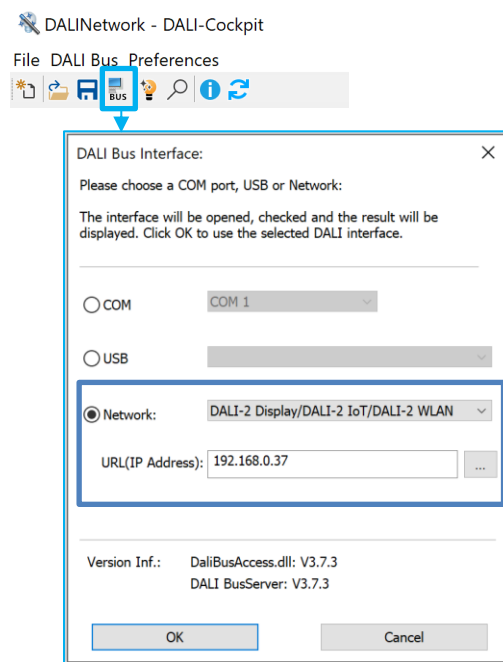 DALINetwork - DALI-Cockpit
File DALI Bus Preferences
BUS
DALI Bus Interface:
Please choose a COM port, USB or Network:
The interface will be opened, checked and the result will be
displayed. Click OK to use the selected DALI interface.
COM COM 1
USB
Network: DALI-2 Display/DALI-2 IoT/DALI-2 WLAN
URL(IP Address): 192.168.0.37 ...
Version Inf.: DaliBusAccess.dll: V3.7.3
DALI BusServer: V3.7.3
OK Cancel